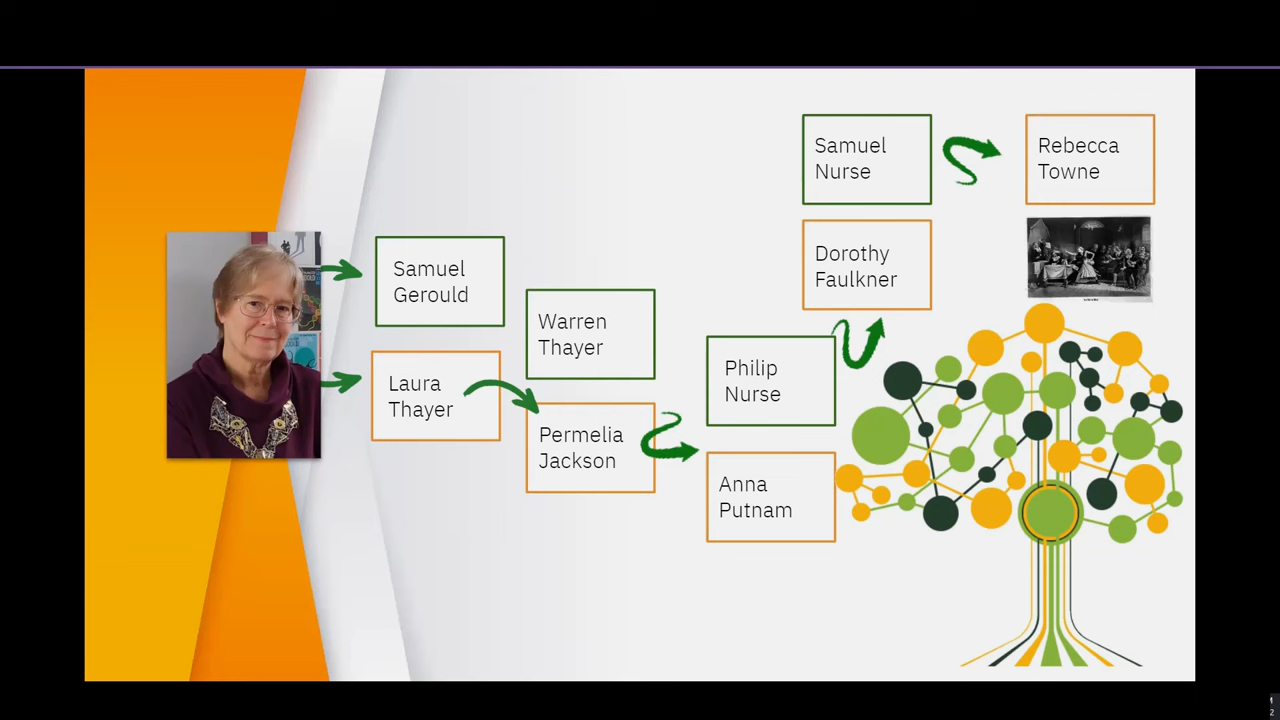 Samuel
Gerould
Laura
Thayer
Warren
Thayer
Permelia
Jackson
Philip
Nurse
Anna
Putnam
Samuel
Nurse
Dorothy
Faulkner
Rebecca
Towne